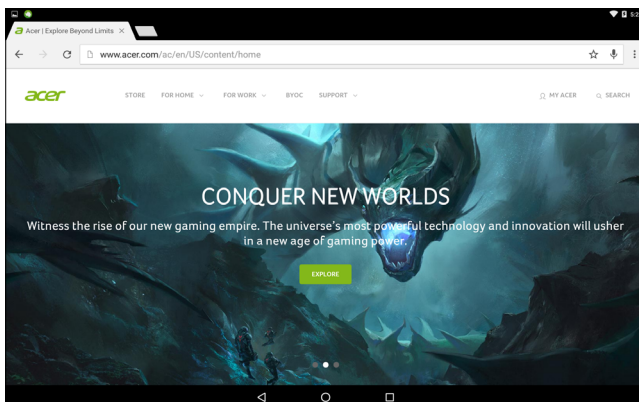 5:2
Acer | Explore Beyond Limits
www.acer.com/ac/en/US/content/home
acer
STORE
FOR HOME
FOR WORK
BYOC
SUPPORT
MY ACER
SEARCH
CONQUER NEW WORLDS
Witness the rise of our new gaming empire. The universe's most powerful technology and innovation will usher
in a new age of gaming power.
EXPLORE